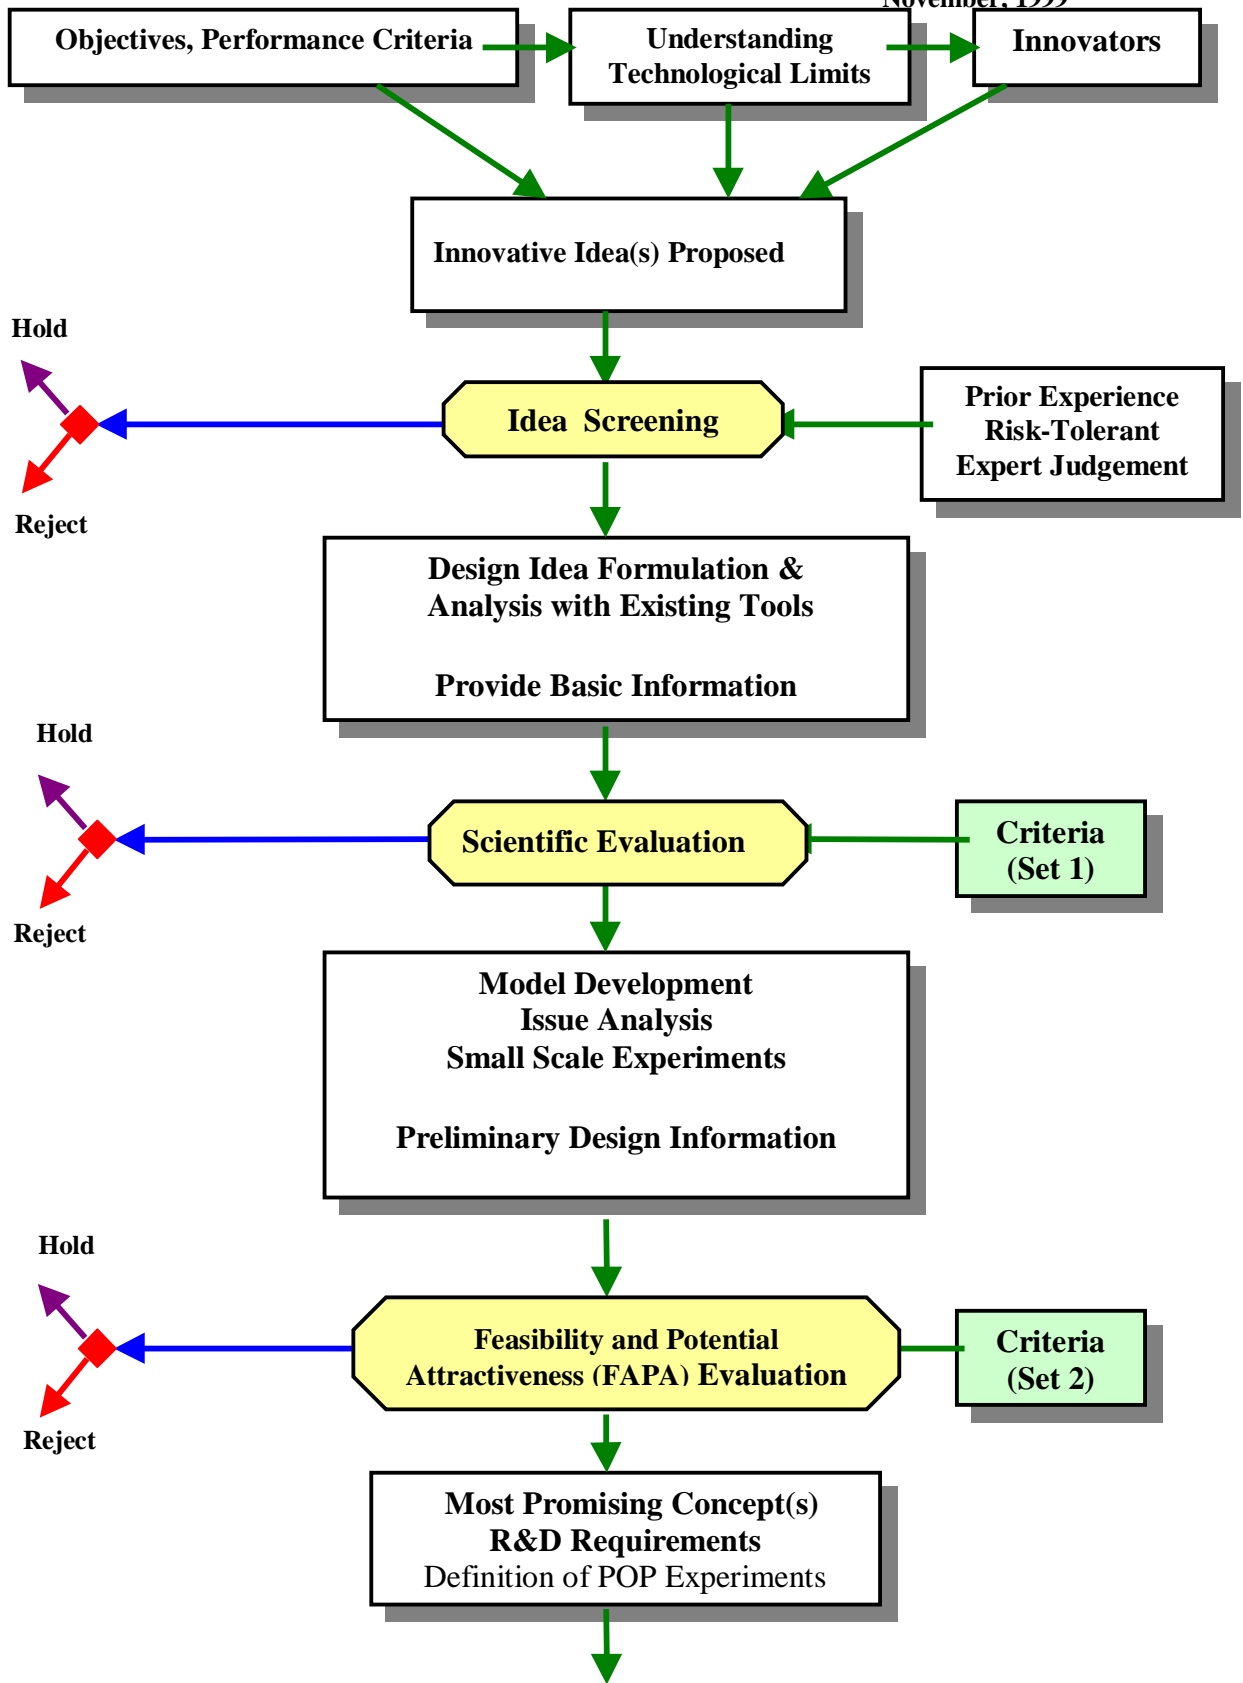 November, 1999
Objectives, Performance Criteria
Understanding
Technological Limits
Innovators
Innovative Idea(s) Proposed
Hold
Idea Screening
Prior Experience
Risk-Tolerant
Expert Judgement
Reject
Design Idea Formulation &
Analysis with Existing Tools
Provide Basic Information
Hold
Scientific Evaluation
Criteria
(Set 1)
Reject
Model Development
Issue Analysis
Small Scale Experiments
Preliminary Design Information
Hold
Feasibility and Potential
Attractiveness (FAPA) Evaluation
Criteria
(Set 2)
Reject
Most Promising Concept(s)
R&D Requirements
Definition of POP Experiments